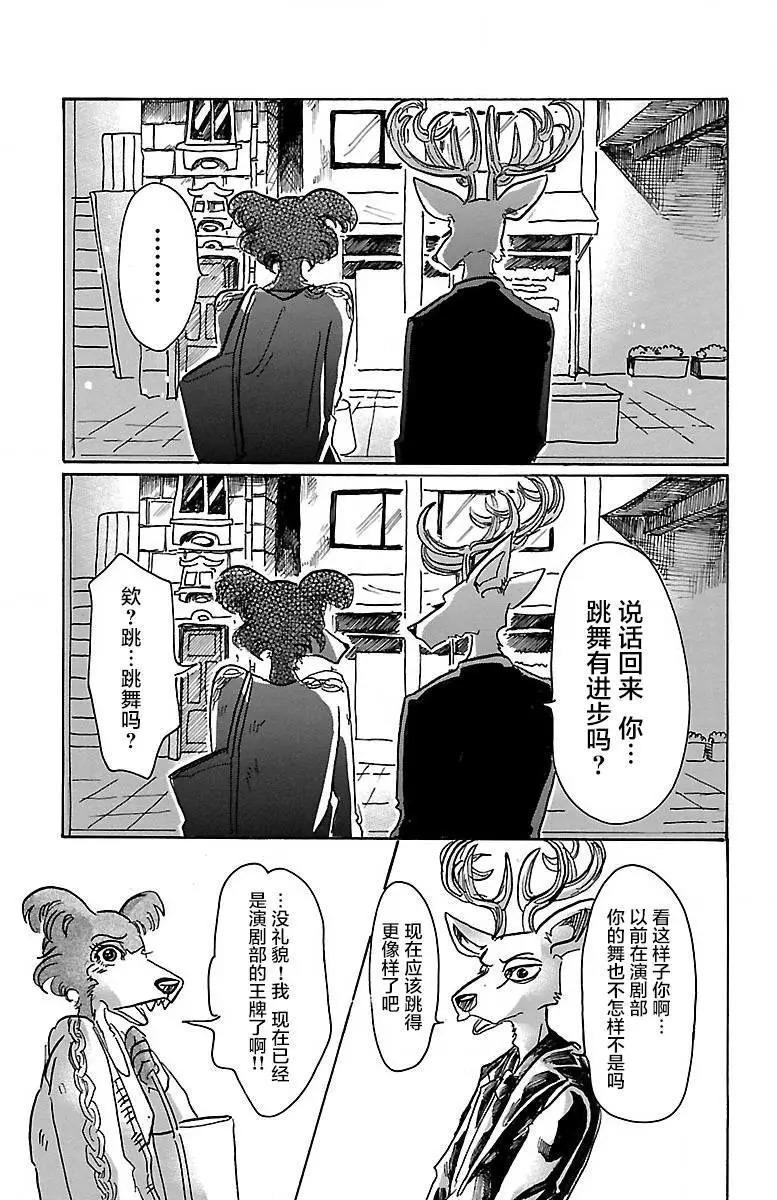 ………
说话回来 你…
跳舞有进步吗？
欸？跳…跳舞吗？
看这样子你啊…
以前在演剧部
你的舞也不怎样不是吗
现在应该跳得
更像样了吧
…没礼貌！我 现在已经
是演剧部的王牌了啊!!